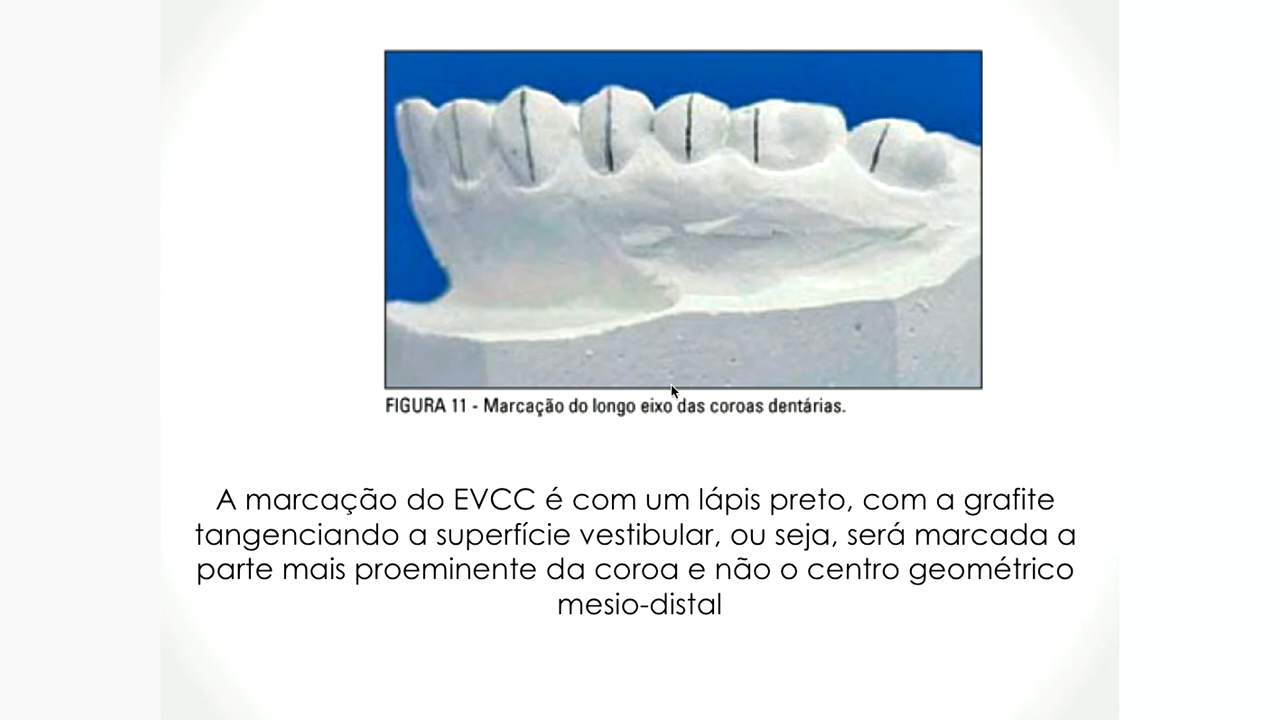 FIGURA 11 - Marcação do longo eixo das coroas dentárias.
A marcação do EVCC é com um lápis preto, com a grafite
tangenciando a superfície vestibular, ou seja, será marcada a
parte mais proeminente da coroa e não o centro geométrico
mesio-distal